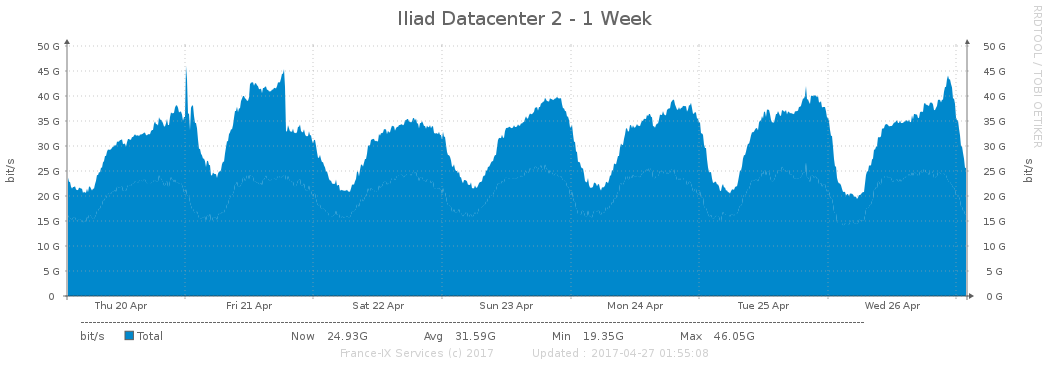 Iliad Datacenter 2 - 1 Week
RRDTOOL / TOBI OETIKER
50 G 50 G
45 G 45 G
40 G 40 G
35 G 35 G
30 G 30 G
25 G 25 G
20 G 20 G
15 G 15 G
10 G 10 G
5 G 5 G
0 0 G
bit/s bit/s
Thu 20 Apr Fri 21 Apr Sat 22 Apr Sun 23 Apr Mon 24 Apr Tue 25 Apr Wed 26 Apr
bit/s Total Now 24.93G Avg 31.59G Min 19.35G Max 46.05G
France-IX Services (c) 2017 Updated : 2017-04-27 01:55:08